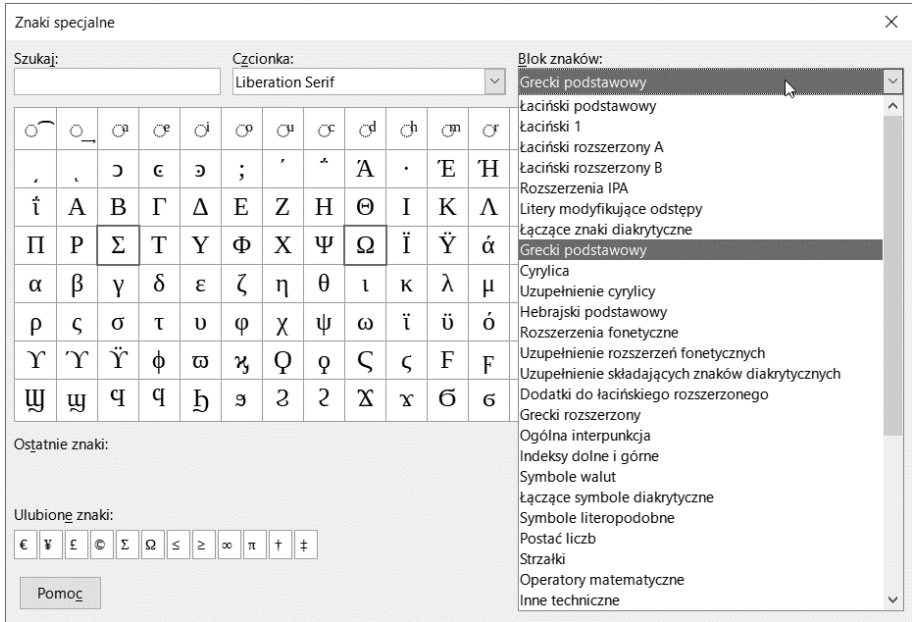 Znaki specjalne
Szukaj:
Czcionka:
Blok znaków:
Liberation Serif
Grecki podstawowy
Łaciński podstawowy
Łaciński 1
Łaciński rozszerzony A
Łaciński rozszerzony B
Rozszerzenia IPA
Litery modyfikujące odstępy
Łączące znaki diakrytyczne
Grecki podstawowy
Cyrylica
Uzupełnienie cyrylicy
Hebrajski podstawowy
Rozszerzenia fonetyczne
Uzupełnienie rozszerzeń fonetycznych
Uzupełnienie składających znaków diakrytycznych
Dodatki do łacińskiego rozszerzonego
Grecki rozszerzony
Ogólna interpunkcja
Indeksy dolne i górne
Symbole walut
Łączące symbole diakrytyczne
Symbole literopodobne
Postać liczb
Strzałki
Operatory matematyczne
Inne techniczne
͵ ͺ ͻ ͼ ͽ ; ΄ ΅ Ά · Έ Ή
ΐ Α Β Γ Δ Ε Ζ Η Θ Ι Κ Λ
Π Ρ Σ Τ Υ Φ Χ Ψ Ω Ϊ Ϋ ά
α β γ δ ε ζ η θ ι κ λ μ
ρ ς σ τ υ φ χ ψ ω ϊ ϋ ό
ϒ ϓ ϔ ϕ ϖ ϗ Ϙ ϙ Ϛ ϛ Ϝ ϝ
Ϣ ϣ Ϥ ϥ Ϧ ϧ Ϩ ϩ Ϫ ϫ Ϭ ϭ
Ostatnie znaki:
Ulubione znaki:
€ ¥ £ © Σ Ω ≤ ≥ ∞ π † ‡
Pomoc